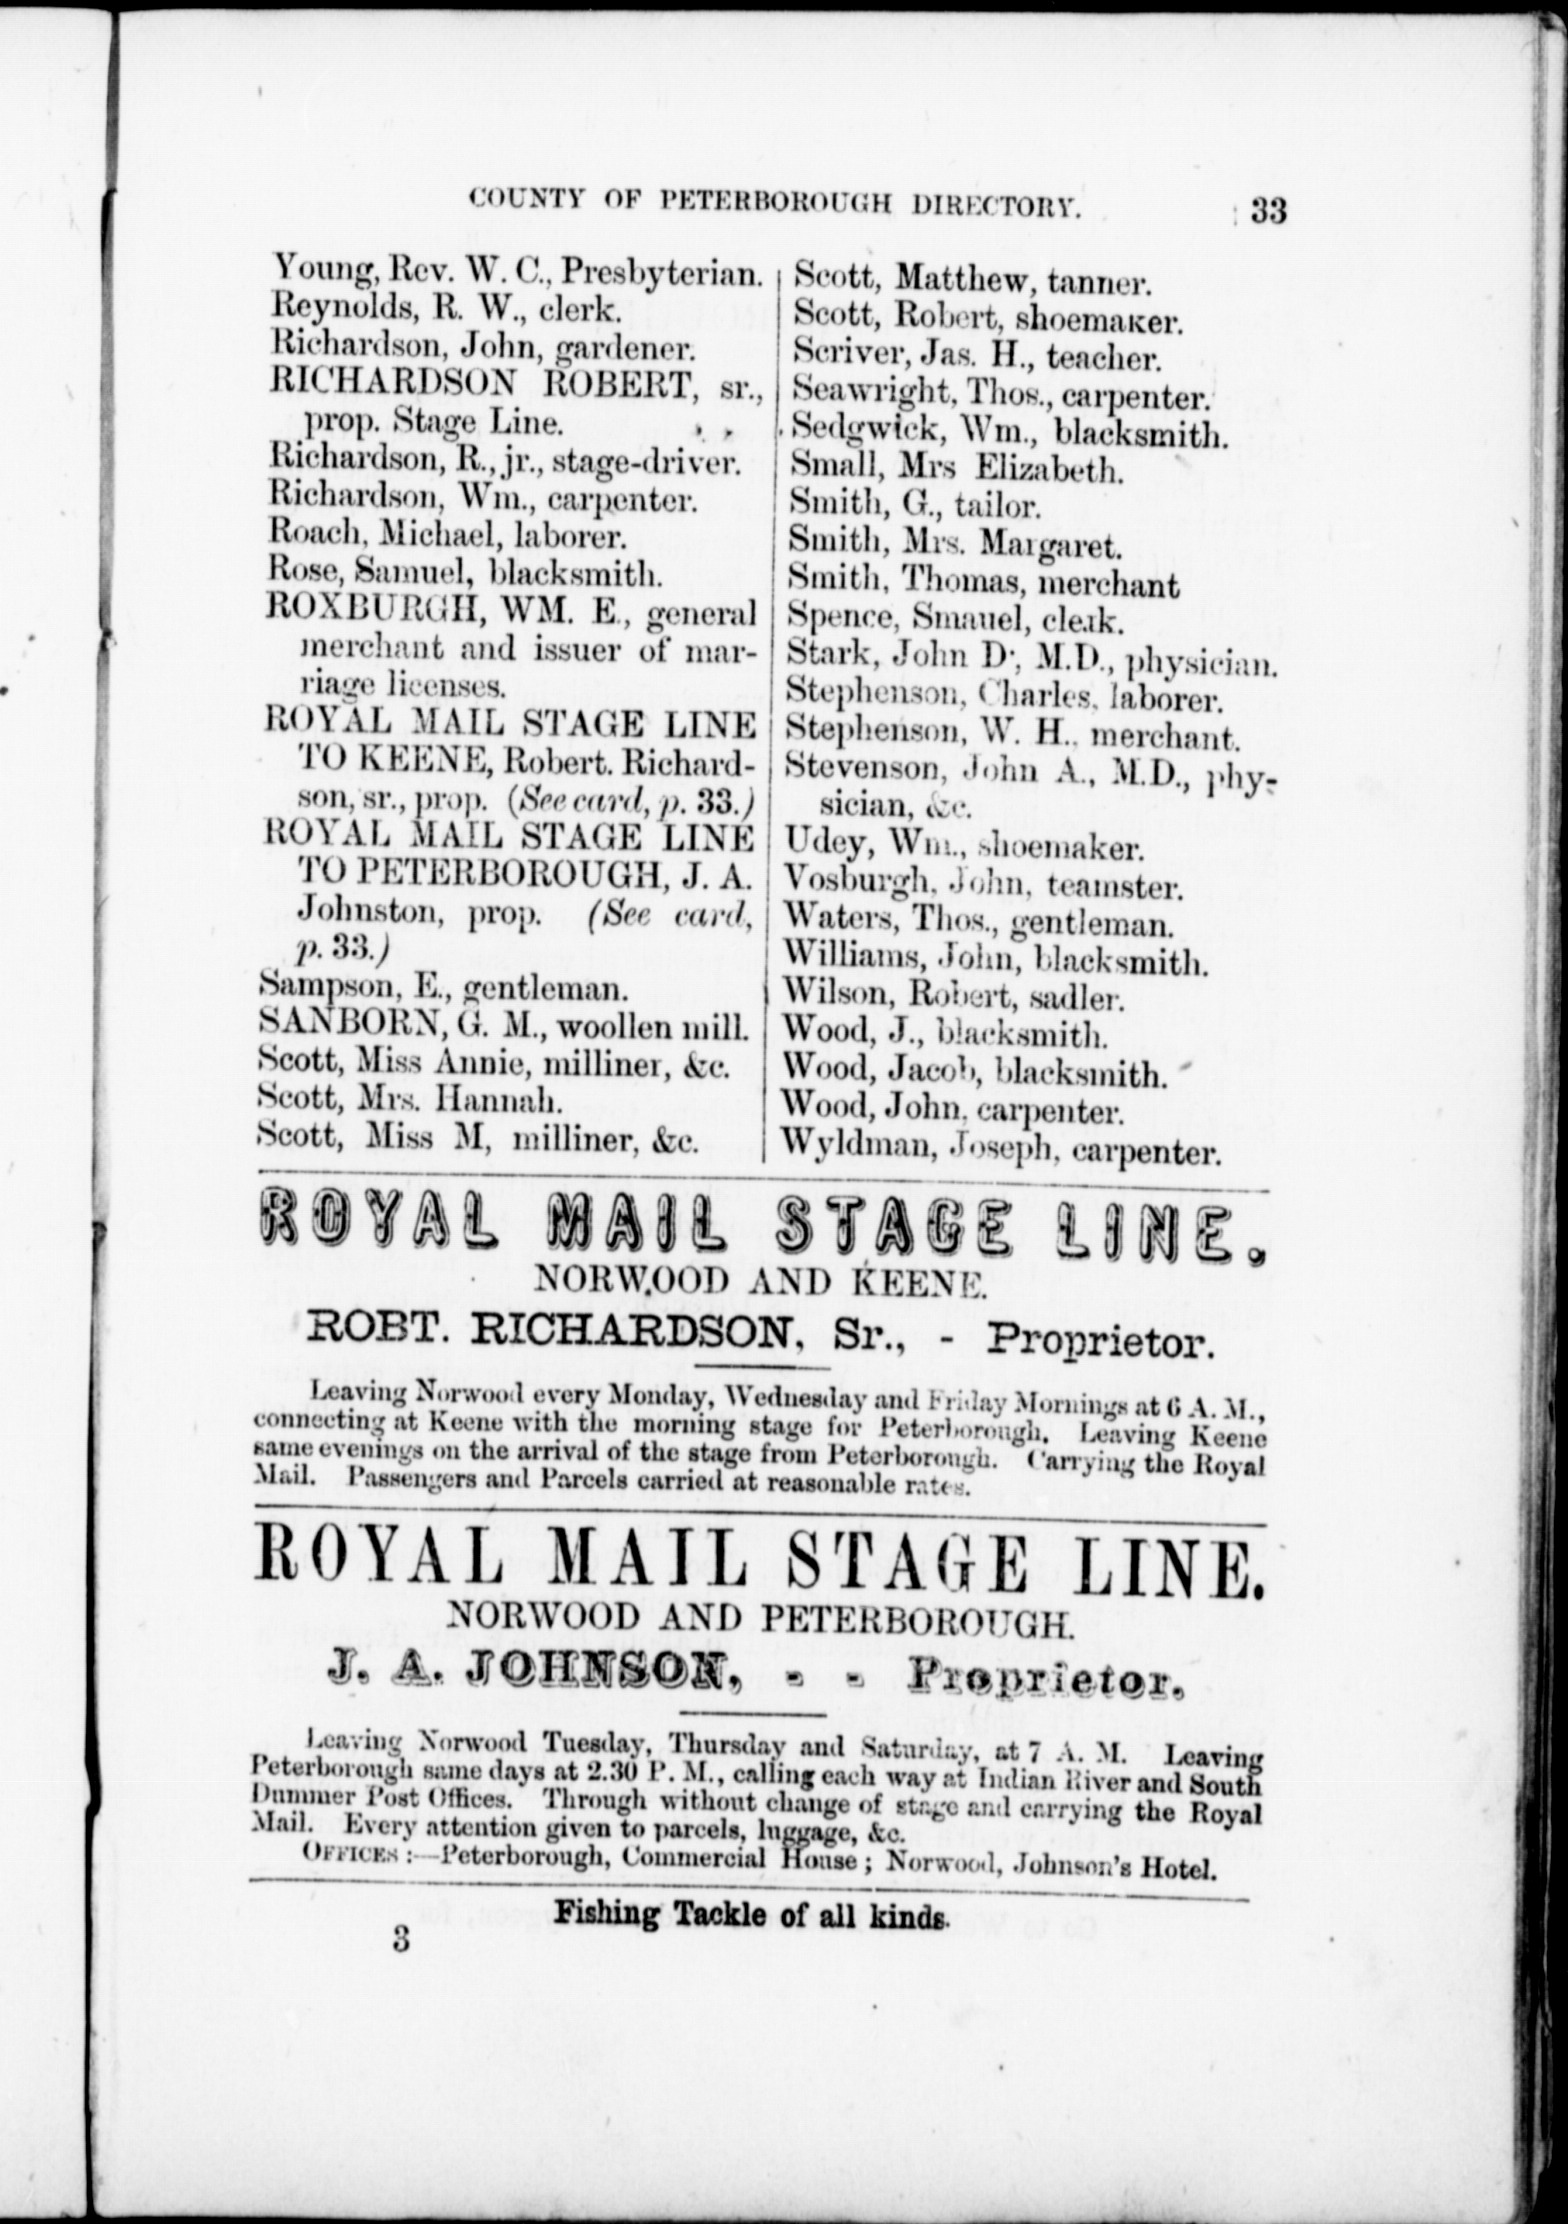 COUNTY OF PETERBOROUGH DIRECTORY. 33
Young, Rev. W. C., Presbyterian.
Reynolds, R. W., clerk.
Richardson, John, gardener.
RICHARDSON ROBERT, sr.,
prop. Stage Line.
Richardson, R., jr., stage-driver.
Richardson, Wm., carpenter.
Roach, Michael, laborer.
Rose, Samuel, blacksmith.
ROXBURGH, WM. E., general
merchant and issuer of mar-
riage licenses.
ROYAL MAIL STAGE LINE
TO KEENE, Robert. Richard-
son, sr., prop. (See card, p. 33.)
ROYAL MAIL STAGE LINE
TO PETERBOROUGH, J. A.
Johnston, prop. (See card,
p. 33.)
Sampson, E., gentleman.
SANBORN, G. M., woollen mill.
Scott, Miss Annie, milliner, &c.
Scott, Mrs. Hannah.
Scott, Miss M, milliner, &c.
Scott, Matthew, tanner.
Scott, Robert, shoemaker.
Scriver, Jas. H., teacher.
Seawright, Thos., carpenter.
Sedgwick, Wm., blacksmith.
Small, Mrs Elizabeth.
Smith, G., tailor.
Smith, Mrs. Margaret.
Smith, Thomas, merchant
Spence, Smauel, clerk.
Stark, John D., M.D., physician.
Stephenson, Charles, laborer.
Stephenson, W. H., merchant.
Stevenson, John A., M.D., phy-
sician, &c.
Udey, Wm., shoemaker.
Vosburgh, John, teamster.
Waters, Thos., gentleman.
Williams, John, blacksmith.
Wilson, Robert, sadler.
Wood, J., blacksmith.
Wood, Jacob, blacksmith.
Wood, John, carpenter.
Wyldman, Joseph, carpenter.
ROYAL MAIL STAGE LINE.
NORWOOD AND KEENE.
ROBT. RICHARDSON, Sr., - Proprietor.
Leaving Norwood every Monday, Wednesday and Friday Mornings at 6 A. M.,
connecting at Keene with the morning stage for Peterborough. Leaving Keene
same evenings on the arrival of the stage from Peterborough. Carrying the Royal
Mail. Passengers and Parcels carried at reasonable rates.
ROYAL MAIL STAGE LINE.
NORWOOD AND PETERBOROUGH.
J. A. JOHNSON, - - Proprietor.
Leaving Norwood Tuesday, Thursday and Saturday, at 7 A. M. Leaving
Peterborough same days at 2.30 P. M., calling each way at Indian River and South
Dummer Post Offices. Through without change of stage and carrying the Royal
Mail. Every attention given to parcels, luggage, &c.
OFFICES :—Peterborough, Commercial House ; Norwood, Johnson's Hotel.
Fishing Tackle of all kinds.
3